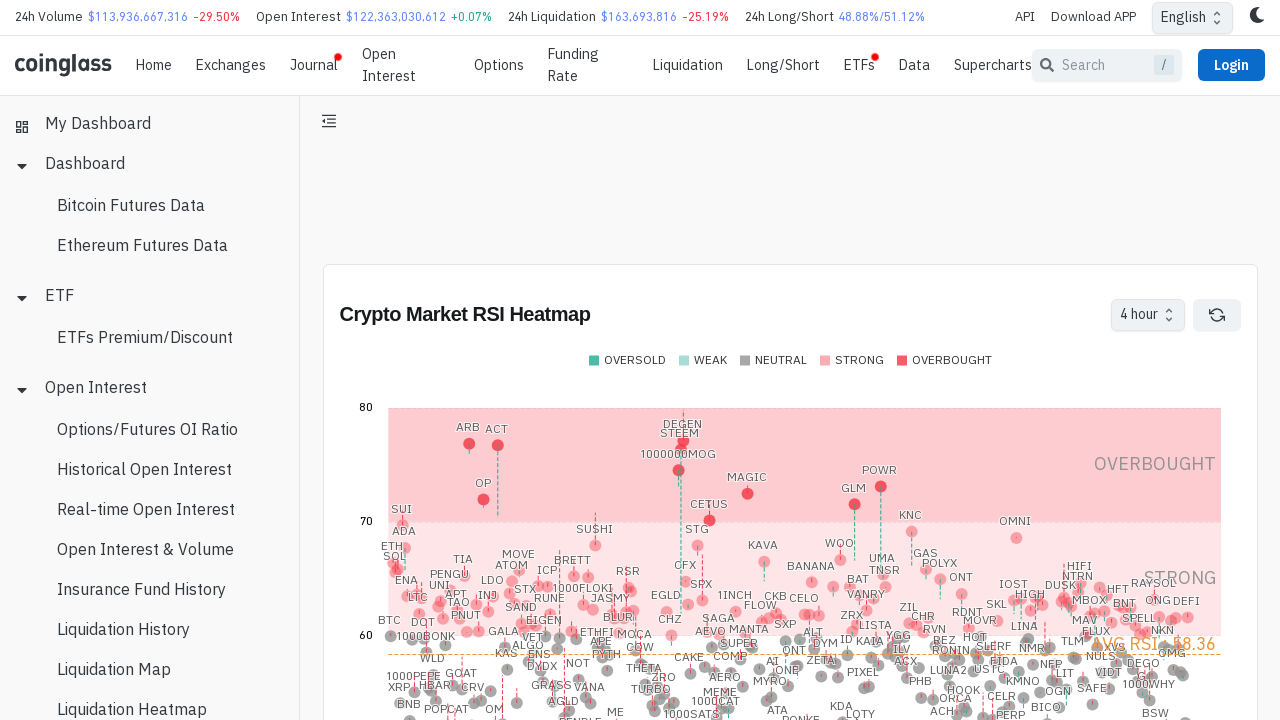 24h Volume $113,936,667,316 -29.50% Open Interest $122,363,030,612 +0.07% 24h Liquidation $163,693,816 -25.19% 24h Long/Short 48.88%/51.12% API Download APP English
coinglass Home Exchanges Journal Open Interest Options Funding Rate Liquidation Long/Short ETFs Data Supercharts Search / Login
My Dashboard
Dashboard
Bitcoin Futures Data
Ethereum Futures Data
ETF
ETFs Premium/Discount
Open Interest
Options/Futures OI Ratio
Historical Open Interest
Real-time Open Interest
Open Interest & Volume
Insurance Fund History
Liquidation History
Liquidation Map
Liquidation Heatmap
Crypto Market RSI Heatmap 4 hour
OVERSOLD WEAK NEUTRAL STRONG OVERBOUGHT
80
DEGEN
ARB ACT STEEM
1000000MOG
OVERBOUGHT
POWR
MAGIC
OP
GLM
CETUS
SUI
KNC
70
OMNI
ADA SUSHI STG
ETH KAVA WOO
SOL TIA MOVE BRETT UMA GAS
ATOM CFX BANANA POLYX HIFI
PENGU ICP RSR TNSR NTRN
ENA UNI LDO BAT ONT STRONG
SPX IOST DUSK RAYSOL
LTC APT INJ STX 1000FLOKI EGLD 1INCH CKB CELO VANRY HIGH HFT
TAO RUNE JASMY MBOX ONG DEFI
SAND FLOW ZIL SKL BNT
DOT PNUT EIGEN BLUR CHZ SAGA SXP ZRX CHR RDNT MOVR MAV SPELL
BTC GALA ETHFI AEVO MANTA LISTA RVN LINA FLUX NKN
60
1000BONK VET MOCA ALT YGG HOT TLM
ALGO APE COW SUPER DYM ID KAIA REZ SLERF NMR AVG RSI : 58.36
WLD KAS ENS PYTH CAKE COMP ONT ILV RONIN NULS OMG
DYDX NOT THETA AI ZETA ACX FIDA NFP DEGO
1000PEPE GOAT ZRO AERO IONE PIXEL LUNA2 USTC LIT VIDT
XRP HBAR CRV GRASS VANA TURBO MYRO PHB KMNO SAFE 1000WHY
MEME HOOK OGN
BNB POPCAT OM AGLD 1000CAT ATA KDA ORCA CELR BICO
ME 1000SATS LOTY ACH PERP BSW